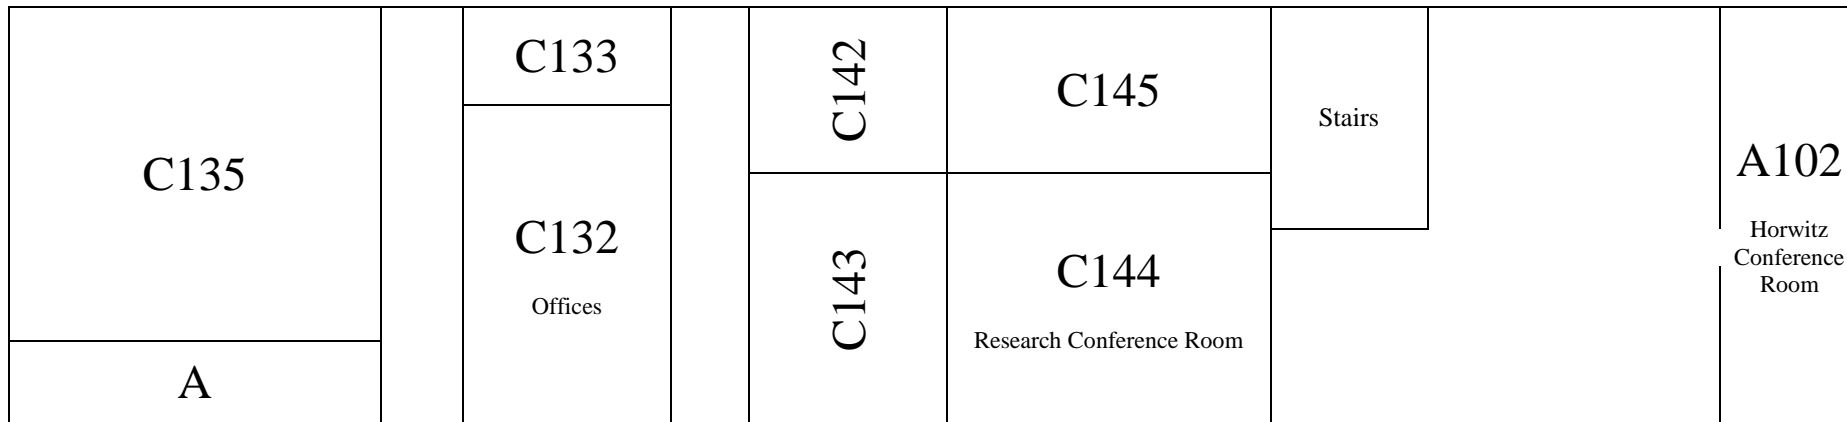 C135
A
C133
C132
Offices
C142
C143
C145
C144
Research Conference Room
Stairs
A102
Horwitz
Conference
Room